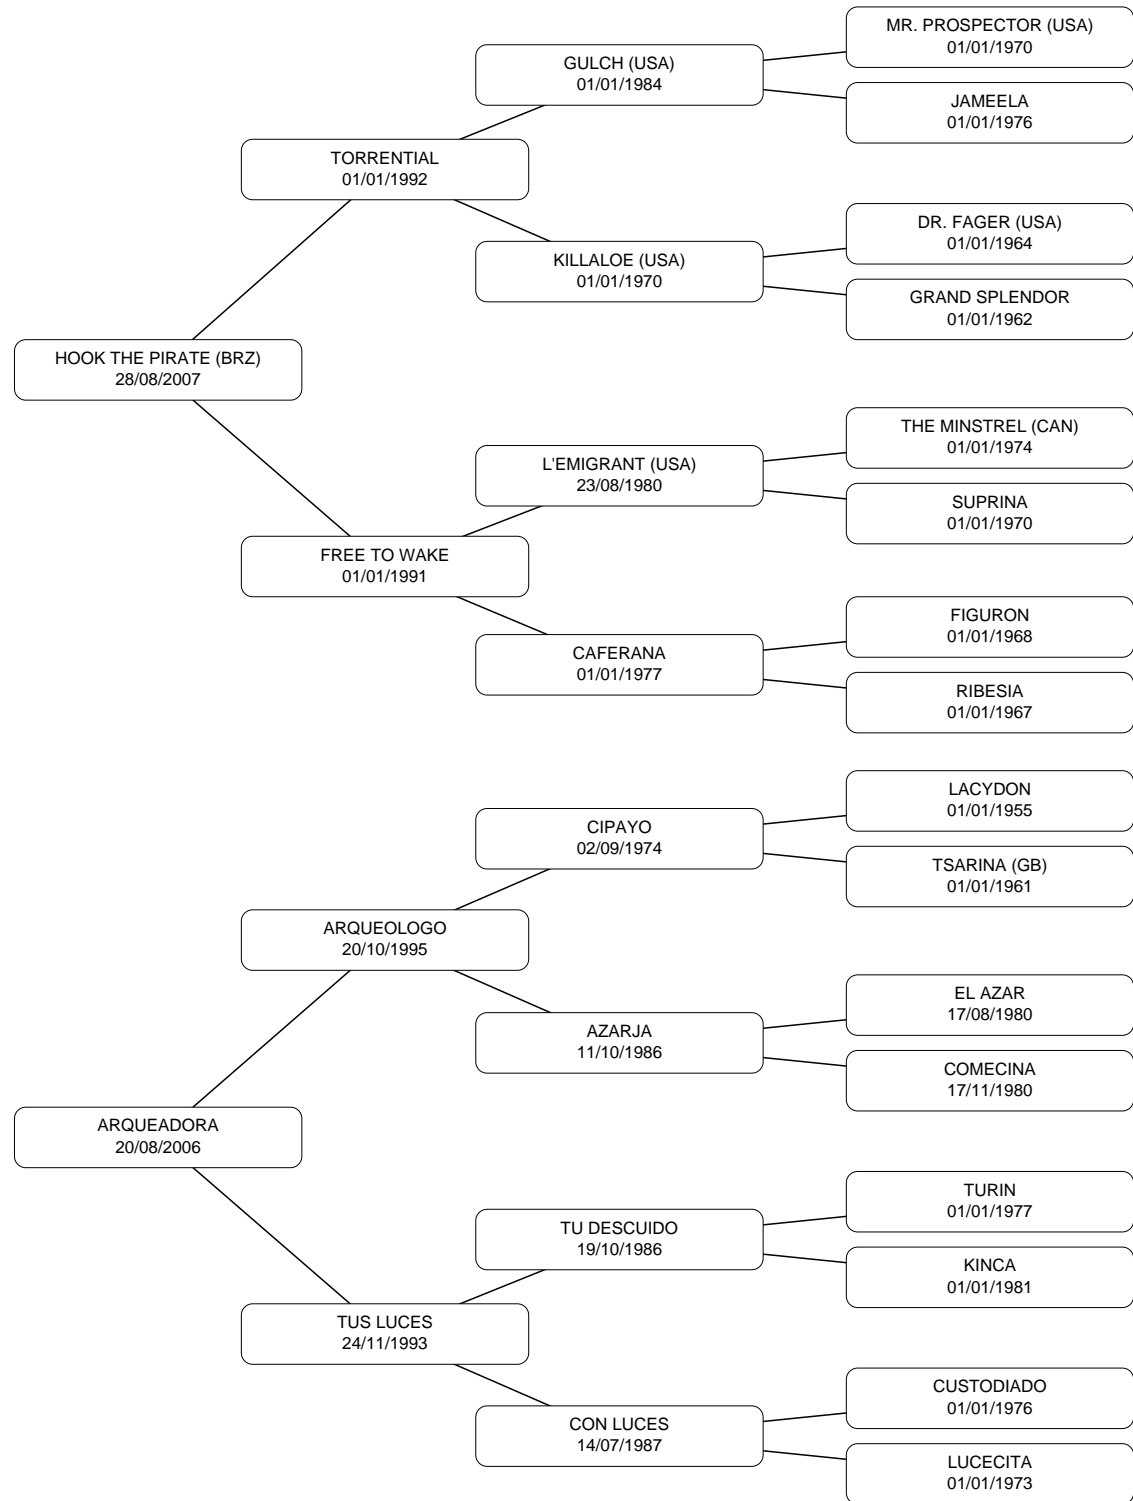 MR. PROSPECTOR (USA)
01/01/1970
GULCH (USA)
01/01/1984
JAMEELA
01/01/1976
TORRENTIAL
01/01/1992
DR. FAGER (USA)
01/01/1964
KILLALOE (USA)
01/01/1970
GRAND SPLENDOR
01/01/1962
HOOK THE PIRATE (BRZ)
28/08/2007
THE MINSTREL (CAN)
01/01/1974
L'EMIGRANT (USA)
23/08/1980
SUPRINA
01/01/1970
FREE TO WAKE
01/01/1991
FIGURON
01/01/1968
CAFERANA
01/01/1977
RIBESIA
01/01/1967
LACYDON
01/01/1955
CIPAYO
02/09/1974
TSARINA (GB)
01/01/1961
ARQUEOLOGO
20/10/1995
EL AZAR
17/08/1980
AZARJA
11/10/1986
COMECINA
17/11/1980
ARQUEADORA
20/08/2006
TURIN
01/01/1977
TU DESCUIDO
19/10/1986
KINCA
01/01/1981
TUS LUCES
24/11/1993
CUSTODIADO
01/01/1976
CON LUCES
14/07/1987
LUCECITA
01/01/1973